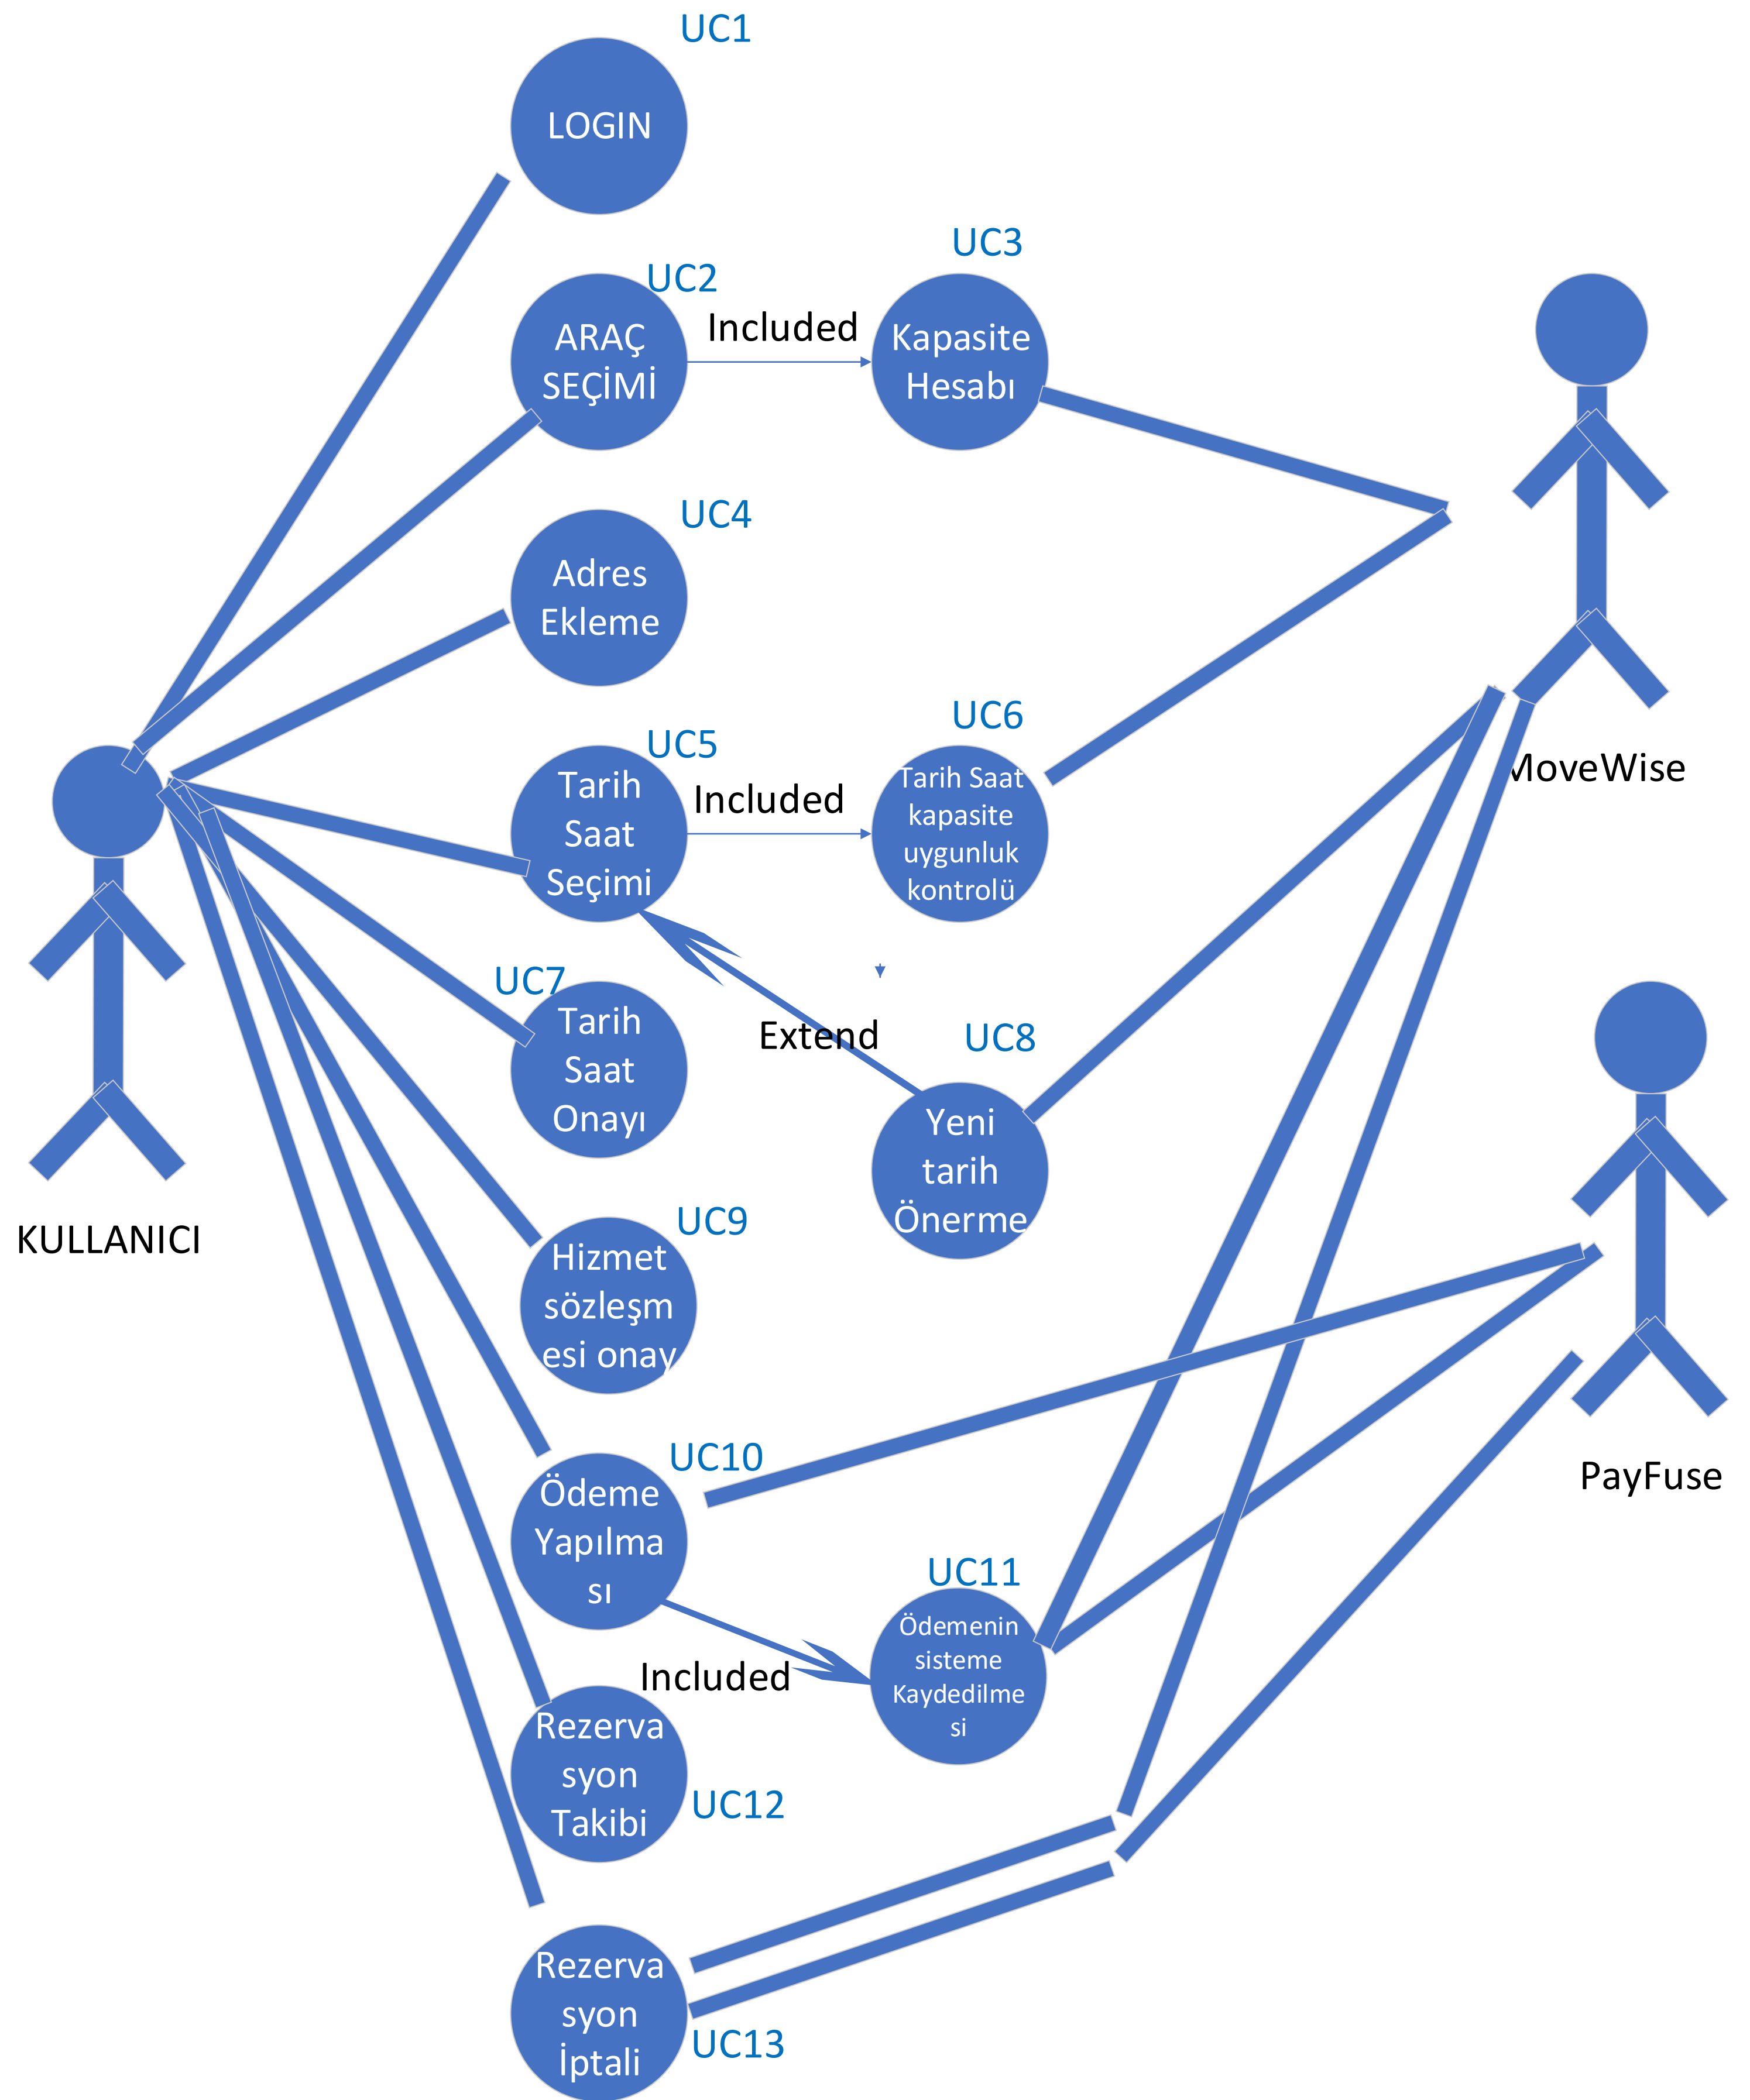 UC1
LOGIN
UC2
ARAÇ
SEÇİMİ
Included
UC3
Kapasite
Hesabı
UC4
Adres
Ekleme
UC5
Tarih
Saat
Seçimi
Included
UC6
Tarih Saat
kapasite
uygunluk
kontrolü
MoveWise
UC7
Tarih
Saat
Onayı
Extend
UC8
Yeni
tarih
Önerme
KULLANICI
UC9
Hizmet
sözleşm
esi onay
UC10
Ödeme
Yapılma
sı
PayFuse
Included
UC11
Ödemenin
sisteme
Kaydedilme
si
Rezerva
syon
Takibi
UC12
Rezerva
syon
İptali
UC13